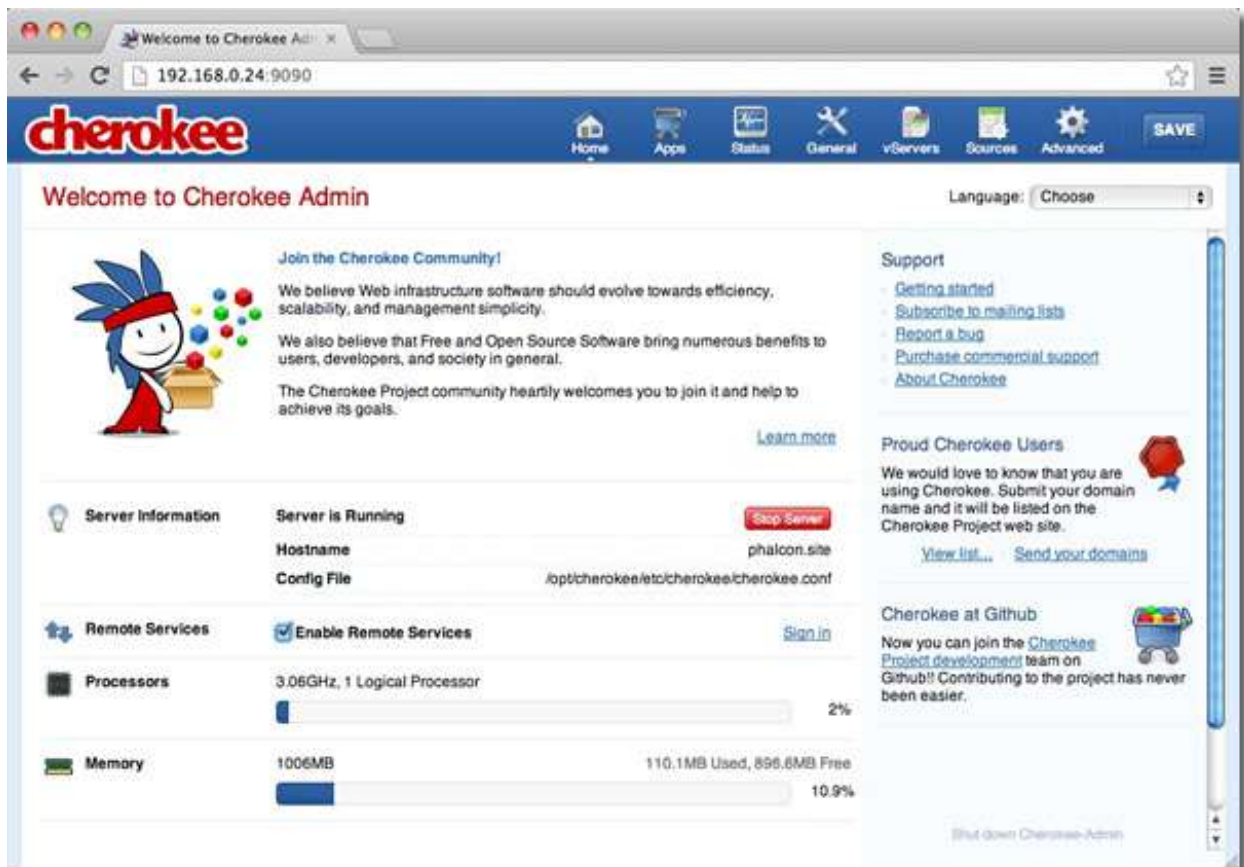 Welcome to Cherokee Adm
192.168.0.24:9090
cherokee
Home
Apps
Status
General
vServers
Sources
Advanced
SAVE
Welcome to Cherokee Admin
Language: Choose
Join the Cherokee Community!
We believe Web infrastructure software should evolve towards efficiency,
scalability, and management simplicity.
We also believe that Free and Open Source Software bring numerous benefits to
users, developers, and society in general.
The Cherokee Project community heartily welcomes you to join it and help to
achieve its goals.
Learn more
Server Information
Server is Running
Stop Server
Hostname
phalcon.site
Config File
/opt/cherokee/etc/cherokee/cherokee.conf
Remote Services
Enable Remote Services
Sign in
Processors
3.06GHz, 1 Logical Processor
2%
Memory
1006MB
110.1MB Used, 896.6MB Free
10.9%
Support
Getting started
Subscribe to mailing lists
Report a bug
Purchase commercial support
About Cherokee
Proud Cherokee Users
We would love to know that you are
using Cherokee. Submit your domain
name and it will be listed on the
Cherokee Project web site.
View list... Send your domains
Cherokee at Github
Now you can join the Cherokee
Project development team on
Github!! Contributing to the project has never
been easier.
Shut down Cherokee-Admin